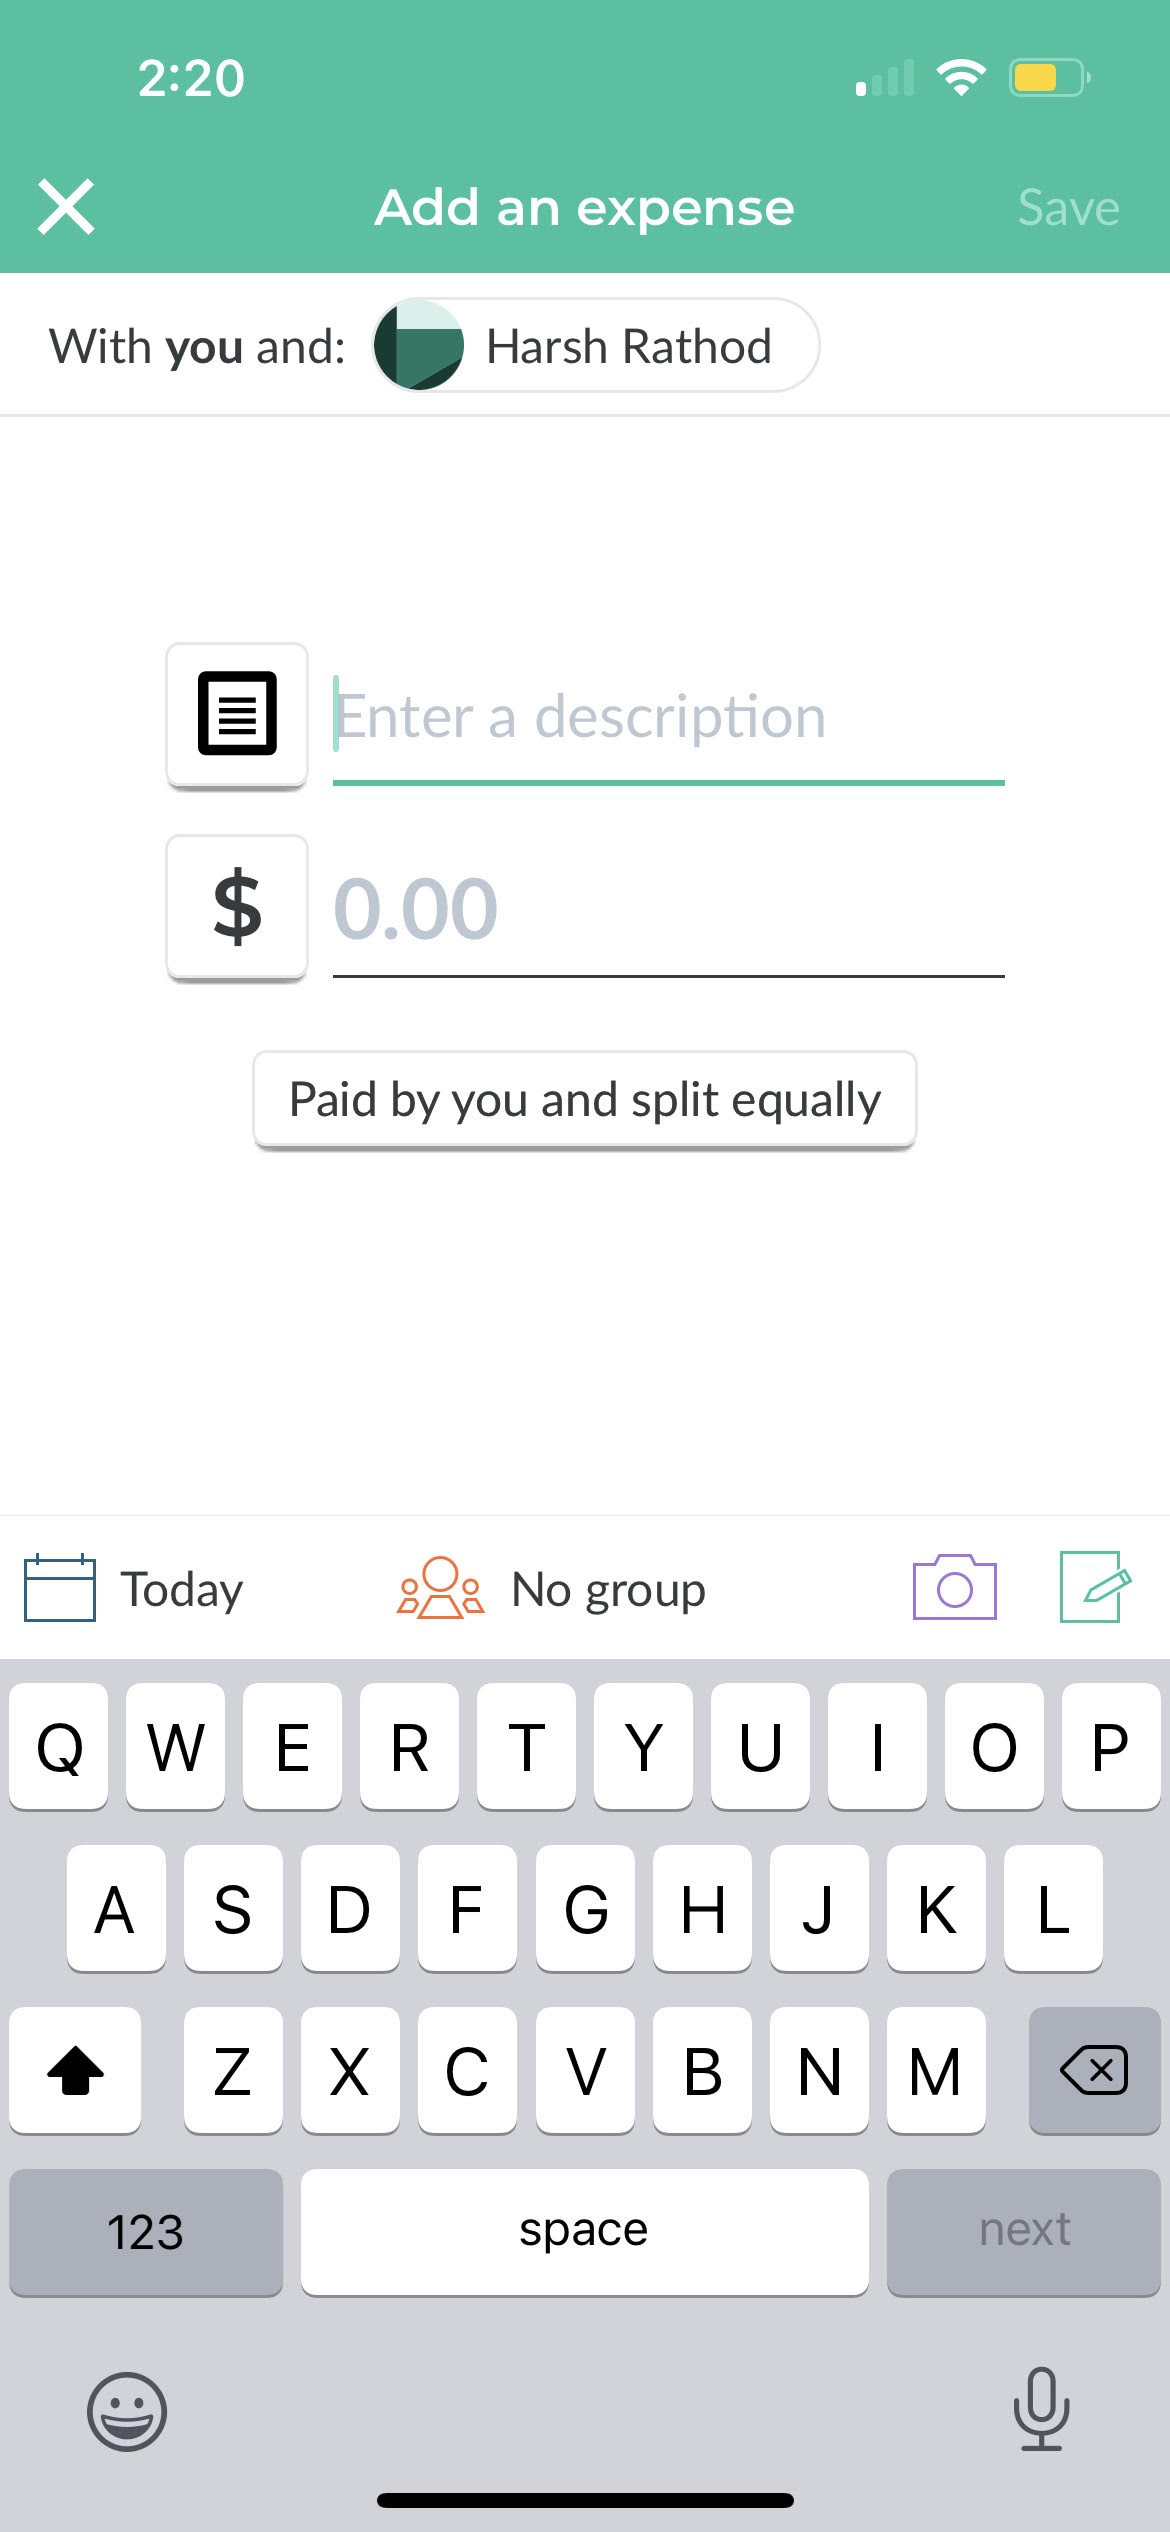 2:20
Add an expense Save
With you and: Harsh Rathod
Enter a description
$ 0.00
Paid by you and split equally
Today No group
Q W E R T Y U I O P
A S D F G H J K L
Z X C V B N M
123 space next